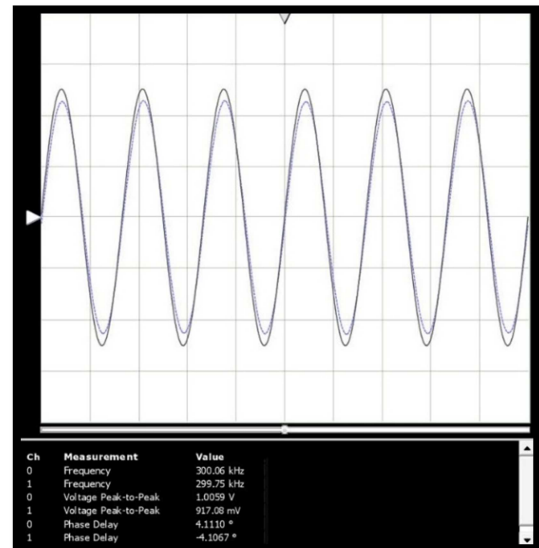 Ch Measurement Value
0 Frequency 300.06 kHz
1 Frequency 299.75 kHz
0 Voltage Peak-to-Peak 1.0059 V
1 Voltage Peak-to-Peak 917.08 mV
0 Phase Delay 4.1110 °
1 Phase Delay -4.1067 °